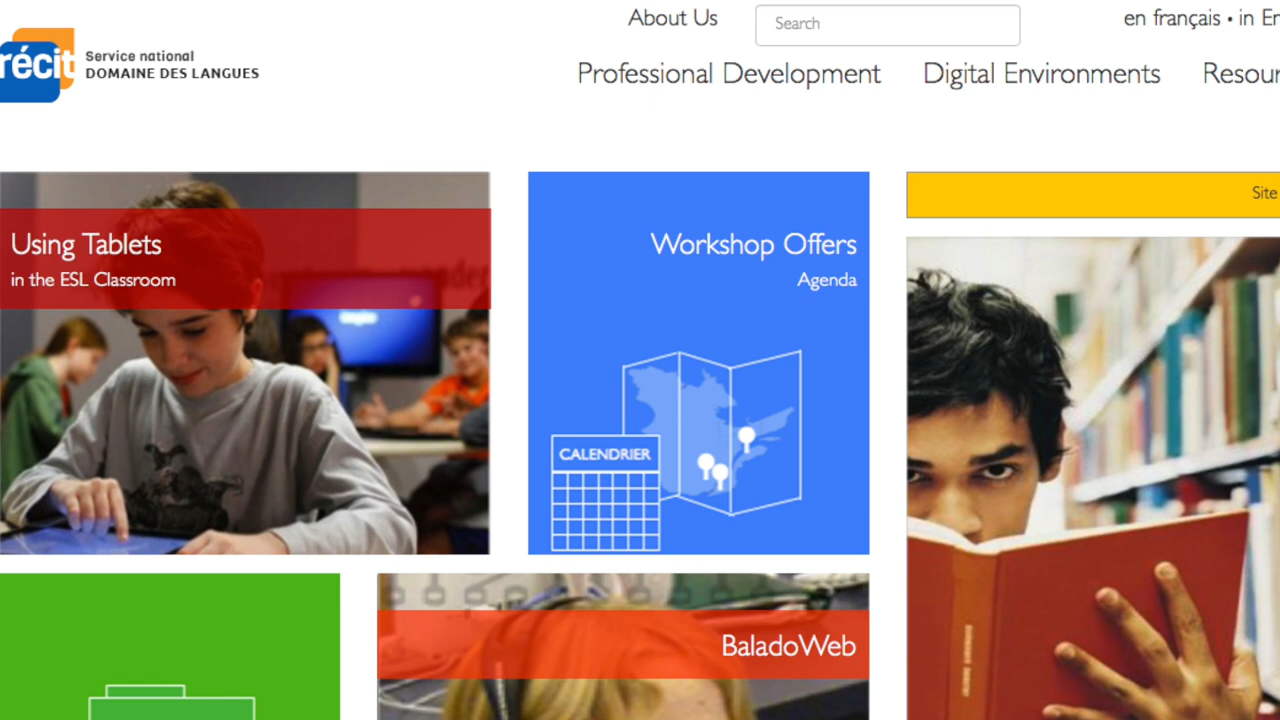 About Us
Search
en français • in
récit
Service national
DOMAINE DES LANGUES
Professional Development
Digital Environments
Using Tablets
in the ESL Classroom
Workshop Offers
Agenda
CALENDRIER
Site
BaladoWeb